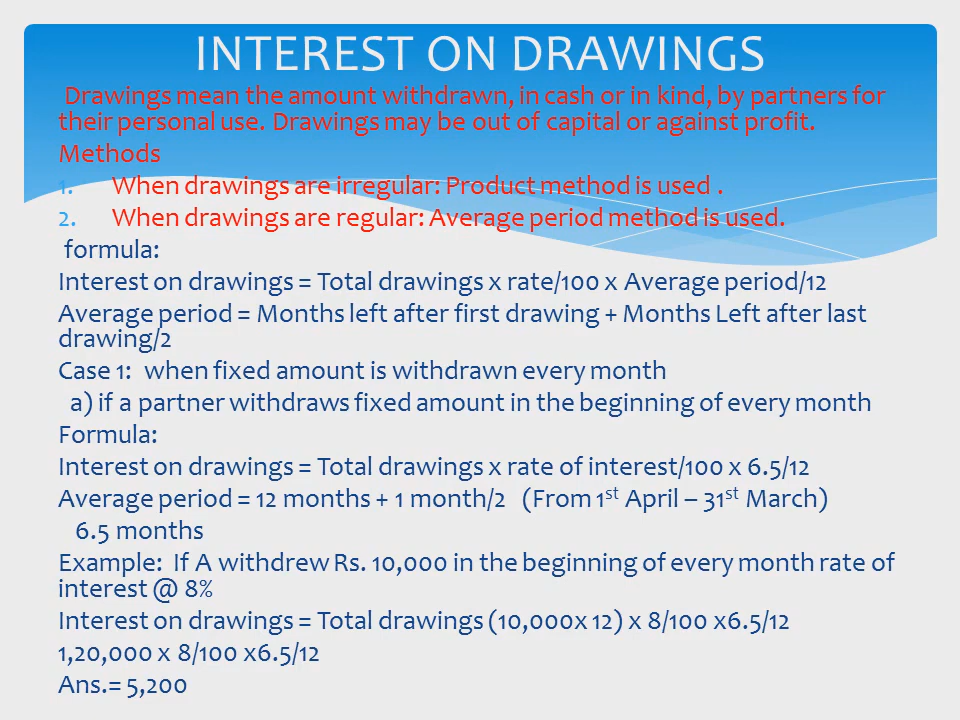 INTEREST ON DRAWINGS
Drawings mean the amount withdrawn, in cash or in kind, by partners for
their personal use. Drawings may be out of capital or against profit.
Methods
1. When drawings are irregular: Product method is used .
2. When drawings are regular: Average period method is used.
formula:
Interest on drawings = Total drawings x rate/100 x Average period/12
Average period = Months left after first drawing + Months Left after last
drawing/2
Case 1: when fixed amount is withdrawn every month
a) if a partner withdraws fixed amount in the beginning of every month
Formula:
Interest on drawings = Total drawings x rate of interest/100 x 6.5/12
Average period = 12 months + 1 month/2 (From 1st April – 31st March)
6.5 months
Example: If A withdrew Rs. 10,000 in the beginning of every month rate of
interest @ 8%
Interest on drawings = Total drawings (10,000x 12) x 8/100 x6.5/12
1,20,000 x 8/100 x6.5/12
Ans.= 5,200